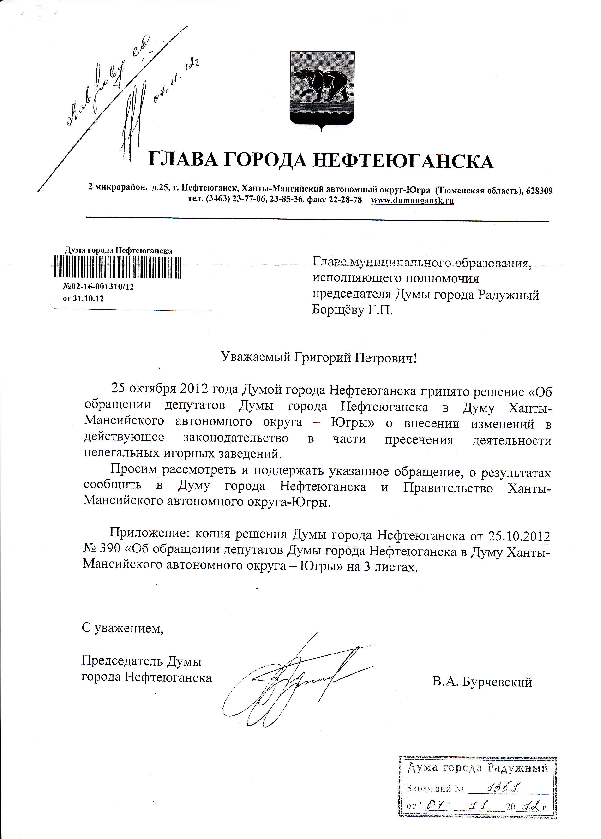 01.11.12г
ГЛАВА ГОРОДА НЕФТЕЮГАНСКА
2 микрорайон, д.25, г. Нефтеюганск, Ханты-Мансийский автономный округ-Югра (Тюменская область), 628309
тел. (3463) 23-77-06, 23-85-36, факс 22-28-78 www.dumaugansk.ru
Дума города Нефтеюганска
№02-16-001310/12
от 31.10.12
Главе муниципального образования,
исполняющего полномочия
председателя Думы города Радужный
Борщёву Г.П.
Уважаемый Григорий Петрович!
25 октября 2012 года Думой города Нефтеюганска принято решение «Об
обращении депутатов Думы города Нефтеюганска в Думу Ханты-
Мансийского автономного округа – Югры» о внесении изменений в
действующее законодательство в части пресечения деятельности
нелегальных игорных заведений.
Просим рассмотреть и поддержать указанное обращение, о результатах
сообщить в Думу города Нефтеюганска и Правительство Ханты-
Мансийского автономного округа-Югры.
Приложение: копия решения Думы города Нефтеюганска от 25.10.2012
№ 390 «Об обращении депутатов Думы города Нефтеюганска в Думу Ханты-
Мансийского автономного округа – Югры» на 3 листах.
С уважением,
Председатель Думы
города Нефтеюганска
В.А. Бурчевский
Дума города Радужный
Входящий №
от " 01 " 11 20 12 г